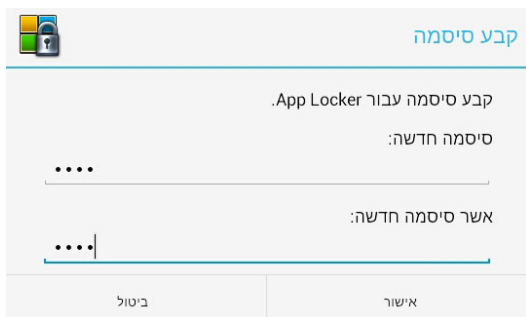 קבע סיסמה
קבע סיסמה עבור App Locker.
סיסמה חדשה:
••••
אשר סיסמה חדשה:
••••
אישור
ביטול